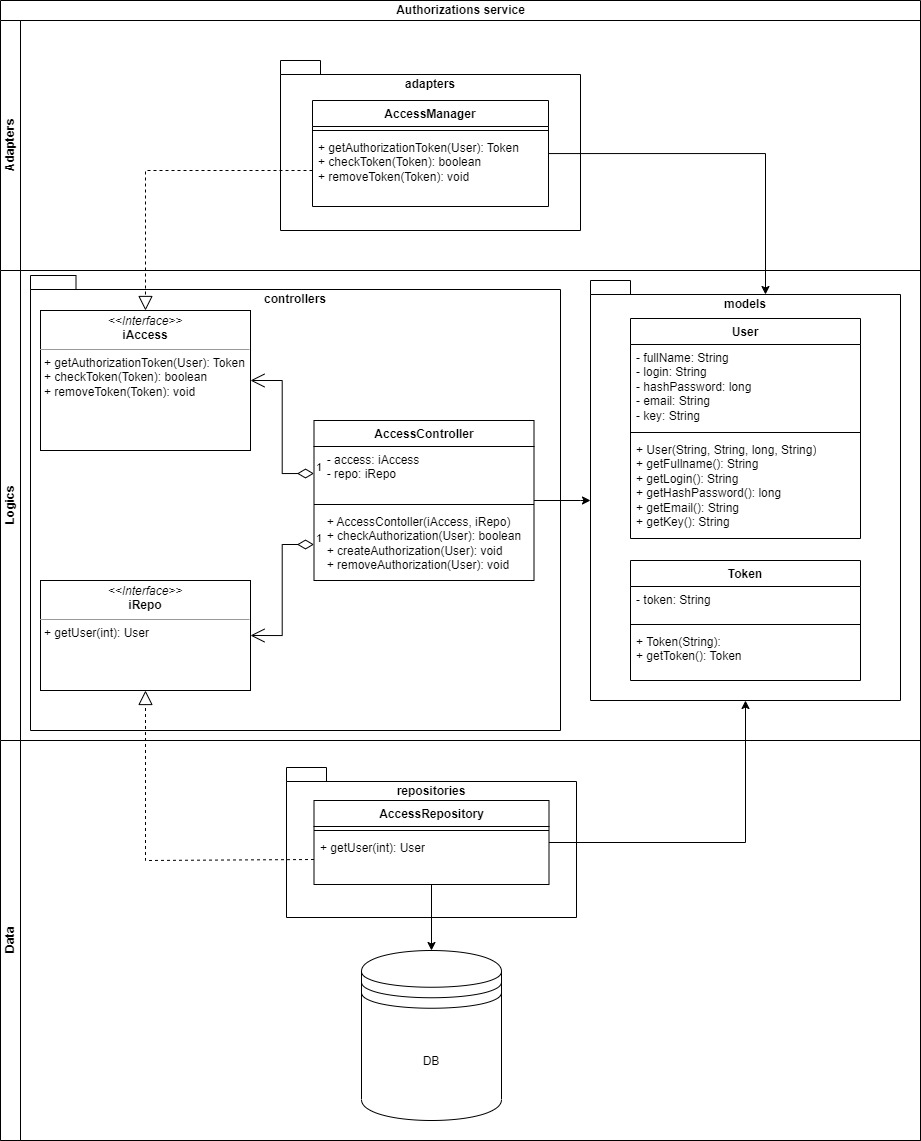 Authorizations service
Adapters
adapters
AccessManager
+ getAuthorizationToken(User): Token
+ checkToken(Token): boolean
+ removeToken(Token): void
Logics
controllers
<<Interface>>
iAccess
+ getAuthorizationToken(User): Token
+ checkToken(Token): boolean
+ removeToken(Token): void
AccessController
1
- access: iAccess
- repo: iRepo
1
+ AccessContoller(iAccess, iRepo)
+ checkAuthorization(User): boolean
+ createAuthorization(User): void
+ removeAuthorization(User): void
<<Interface>>
iRepo
+ getUser(int): User
models
User
- fullName: String
- login: String
- hashPassword: long
- email: String
- key: String
+ User(String, String, long, String)
+ getFullname(): String
+ getLogin(): String
+ getHashPassword(): long
+ getEmail(): String
+ getKey(): String
Token
- token: String
+ Token(String):
+ getToken(): Token
Data
repositories
AccessRepository
+ getUser(int): User
DB